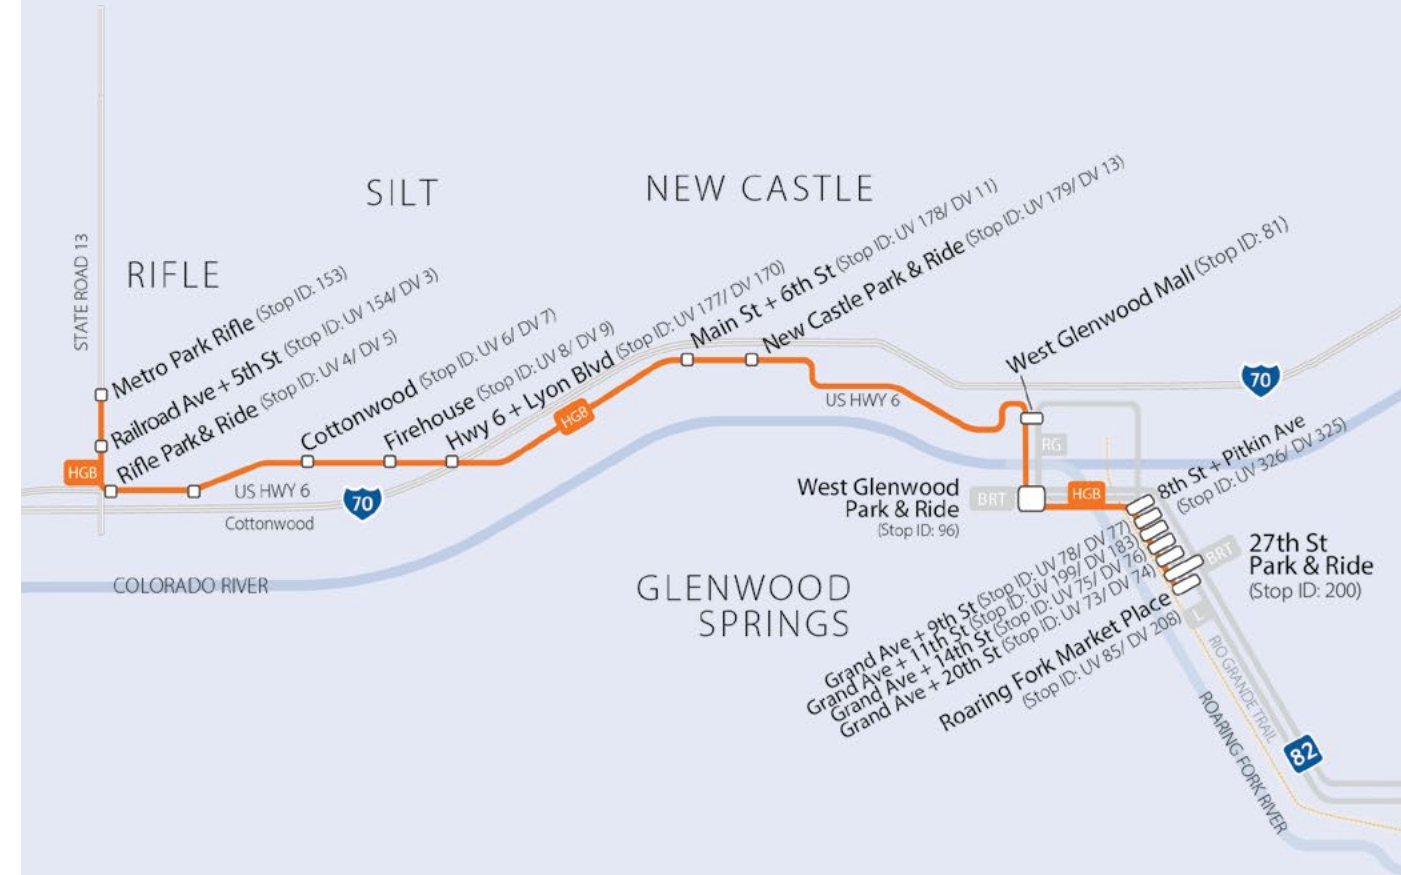 SILT
NEW CASTLE
RIFLE
STATE ROAD 13
Metro Park Rifle (Stop ID: 153)
Railroad Ave + 5th St (Stop ID: UV 154/ DV 3)
Rifle Park& Ride (Stop ID: UV 4/ DV 5)
Cottonwood (Stop ID: UV 6/ DV 7)
Firehouse (Stop ID: UV 8/ DV 9)
Hwy 6 + Lyon Blvd (Stop ID: UV 177/ DV 170)
Main St + 6th St (Stop ID: UV 178/ DV 11)
New Castle Park & Ride (Stop ID: UV 179/ DV 13)
West Glenwood Mall (Stop ID: 81)
70
US HWY 6
HGB
RG
HGB
US HWY 6
70
Cottonwood
West Glenwood
Park & Ride
(Stop ID: 96)
BRT
HGB
8th St + Pitkin Ave
(Stop ID: UV 326/ DV 325)
BRT
27th St
Park & Ride
(Stop ID: 200)
COLORADO RIVER
GLENWOOD
SPRINGS
Grand Ave + 9th St (Stop ID: UV 78/ DV 77)
Grand Ave + 11th St (Stop ID: UV 199/ DV 183)
Grand Ave + 14th St (Stop ID: UV 75/ DV 76)
Grand Ave + 20th St (Stop ID: UV 73/ DV 74)
Roaring Fork Market Place
(Stop ID: UV 85/ DV 208)
L
RIO GRANDE TRAIL
ROARING FORK RIVER
82